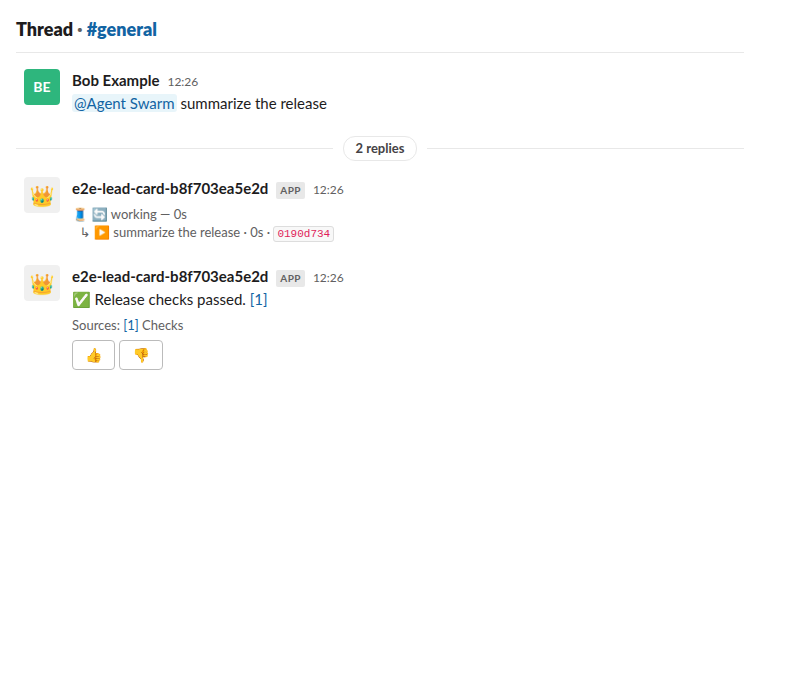 Thread • #general
BE
Bob Example 12:26
@Agent Swarm summarize the release
2 replies
e2e-lead-card-b8f703ea5e2d APP 12:26
🧵 🔄 working — 0s
↳ ▶️ summarize the release · 0s · 0190d734
e2e-lead-card-b8f703ea5e2d APP 12:26
✅ Release checks passed. [1]
Sources: [1] Checks
👍 👎